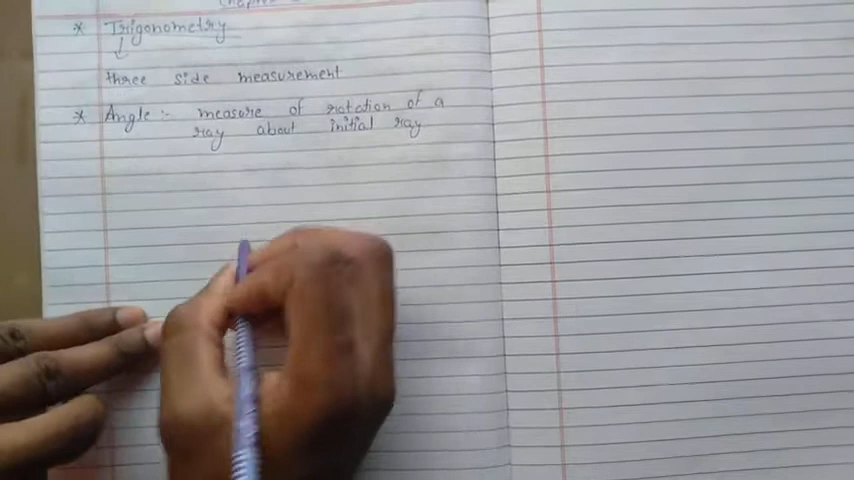 * Trigonometry
three side measurement
* Angle :- measure of rotation of a
ray about initial ray